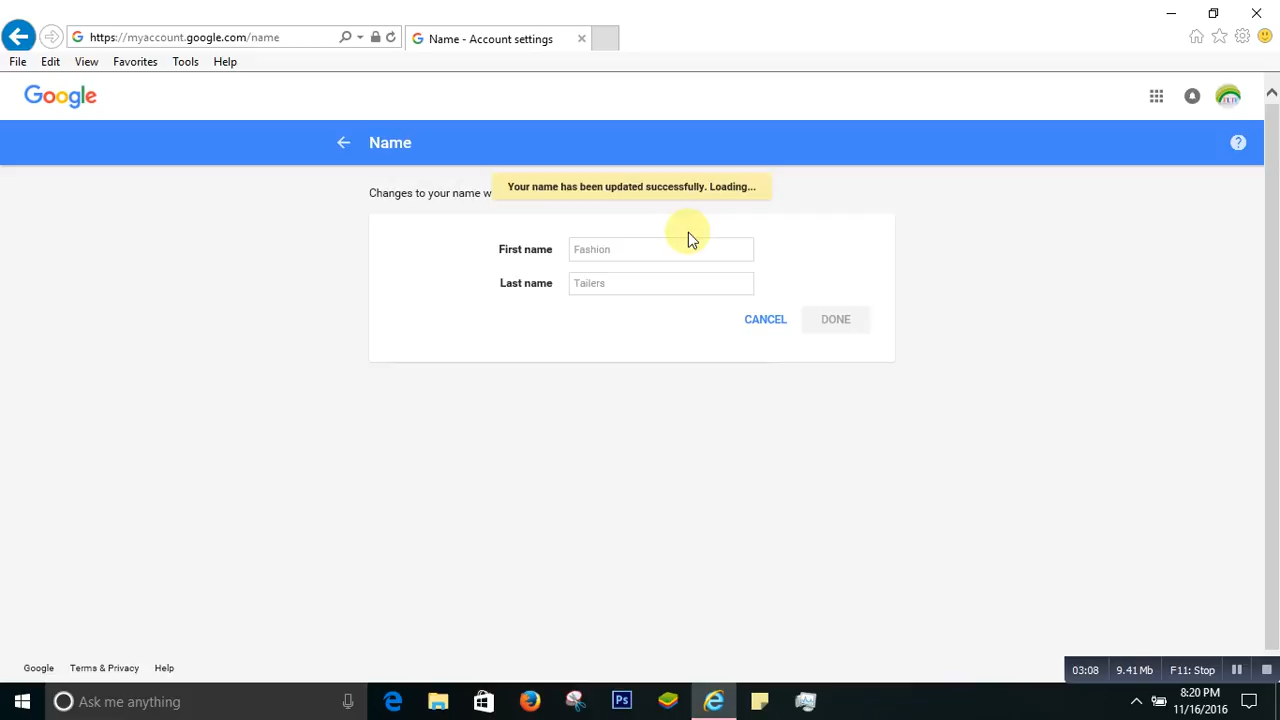 https://myaccount.google.com/name
Name - Account settings
File Edit View Favorites Tools Help
Google
Name
Your name has been updated successfully. Loading...
Changes to your name w
First name Fashion
Last name Tailers
CANCEL DONE
Google Terms & Privacy Help
03:08 9.41 Mb F11: Stop
Ask me anything
8:20 PM
11/16/2016